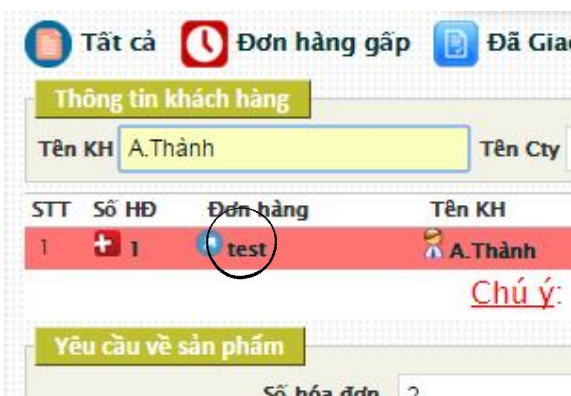 Tất cả Đơn hàng gấp Đã Gia
Thông tin khách hàng
Tên KH A.Thành Tên Cty
STT Số HĐ Đơn hàng Tên KH
1 1 test A.Thành
Chú ý:
Yêu cầu về sản phẩm
Số hóa đơn 2